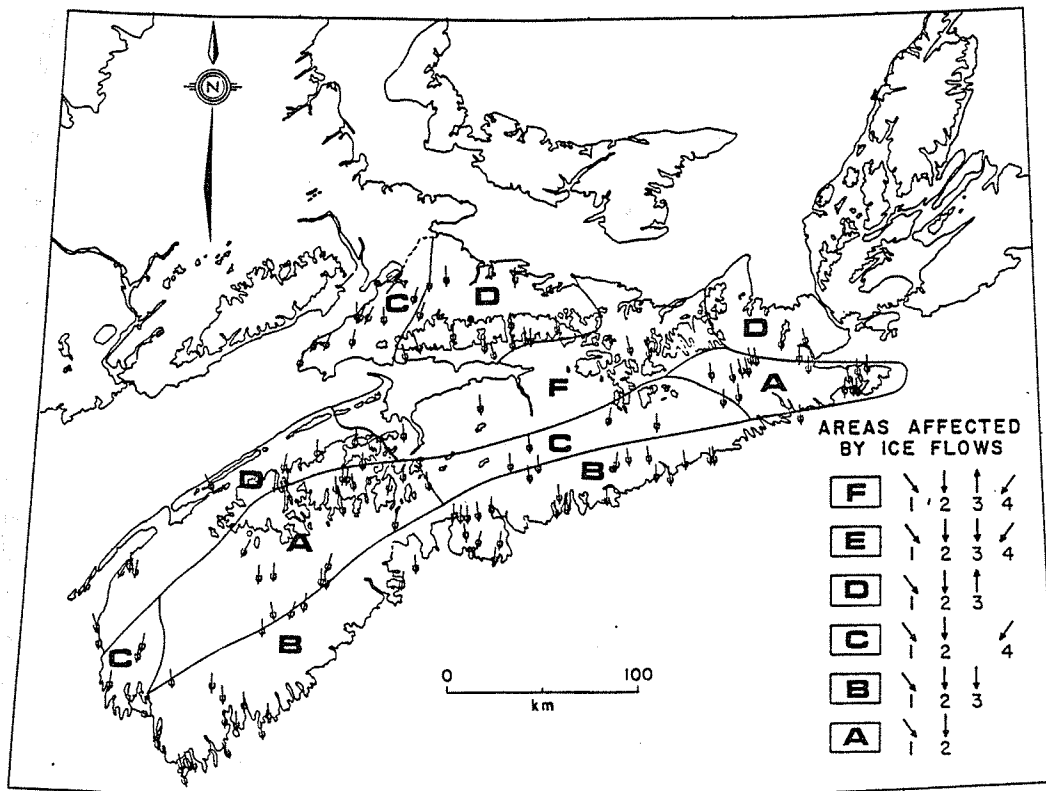 N
C
D
D
F
A
C
B
D
A
B
C
0 100
km
AREAS AFFECTED
BY ICE FLOWS
F 1 2 3 4
E 1 2 3 4
D 1 2 3
C 1 2 4
B 1 2 3
A 1 2